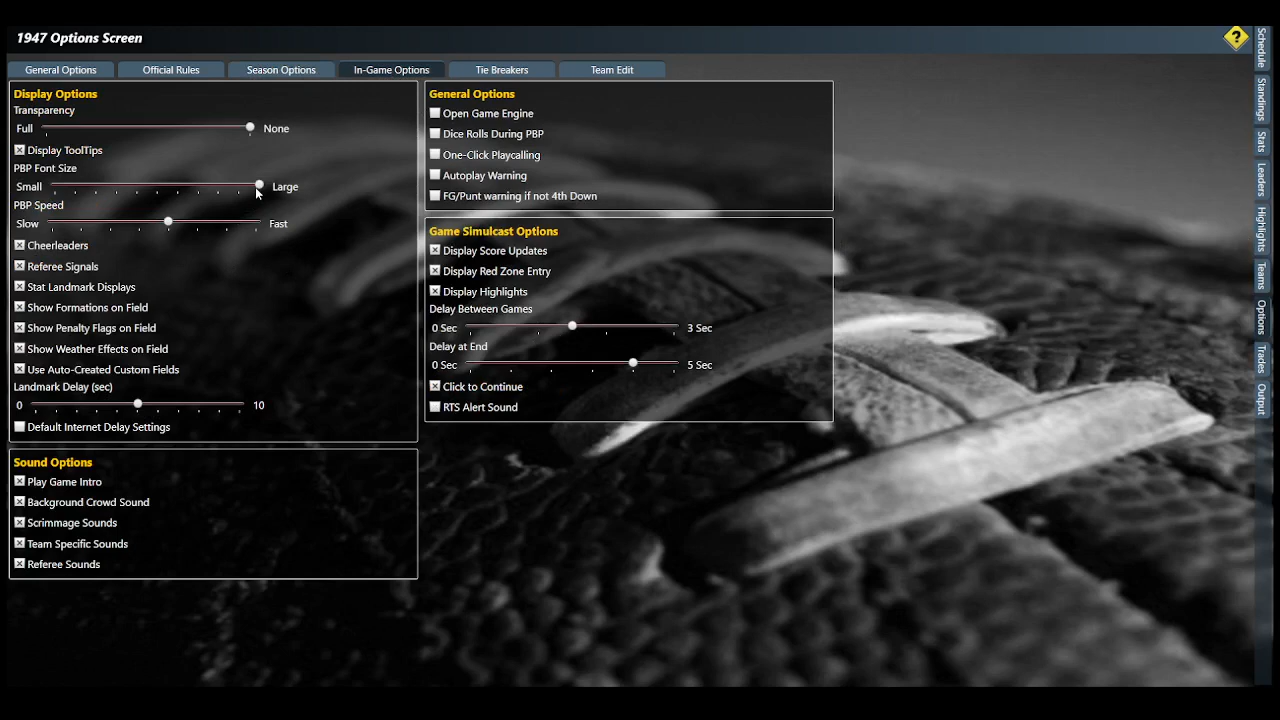 1947 Options Screen
?
General Options
Official Rules
Season Options
In-Game Options
Tie Breakers
Team Edit
Display Options
Transparency
Full None
Display ToolTips
PBP Font Size
Small Large
PBP Speed
Slow Fast
Cheerleaders
Referee Signals
Stat Landmark Displays
Show Formations on Field
Show Penalty Flags on Field
Show Weather Effects on Field
Use Auto-Created Custom Fields
Landmark Delay (sec)
0 10
Default Internet Delay Settings
Sound Options
Play Game Intro
Background Crowd Sound
Scrimmage Sounds
Team Specific Sounds
Referee Sounds
General Options
Open Game Engine
Dice Rolls During PBP
One-Click Playcalling
Autoplay Warning
FG/Punt warning if not 4th Down
Game Simulcast Options
Display Score Updates
Display Red Zone Entry
Display Highlights
Delay Between Games
0 Sec 3 Sec
Delay at End
0 Sec 5 Sec
Click to Continue
RTS Alert Sound
Schedule
Standings
Stats
Leaders
Highlights
Teams
Options
Trades
Output